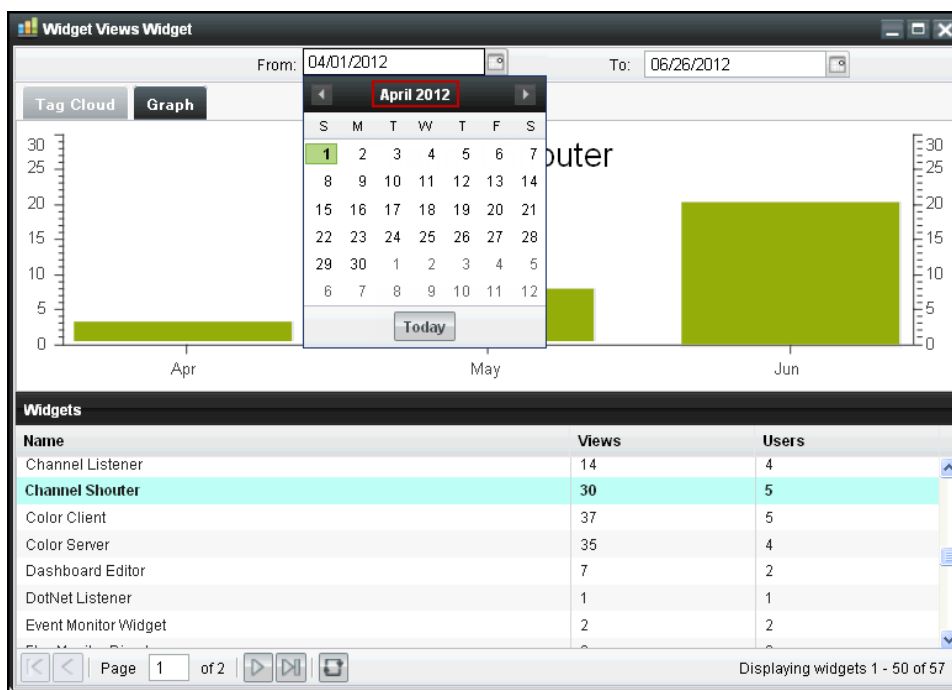 Widget Views Widget
From: 04/01/2012 To: 06/26/2012
Tag Cloud Graph
April 2012
S M T W T F S
1 2 3 4 5 6 7
8 9 10 11 12 13 14
15 16 17 18 19 20 21
22 23 24 25 26 27 28
29 30 1 2 3 4 5
6 7 8 9 10 11 12
Today
outer
30 30
25 25
20 20
15 15
10 10
5 5
0 0
Apr May Jun
Widgets
Name Views Users
Channel Listener 14 4
Channel Shouter 30 5
Color Client 37 5
Color Server 35 4
Dashboard Editor 7 2
DotNet Listener 1 1
Event Monitor Widget 2 2
Page 1 of 2 Displaying widgets 1 - 50 of 57